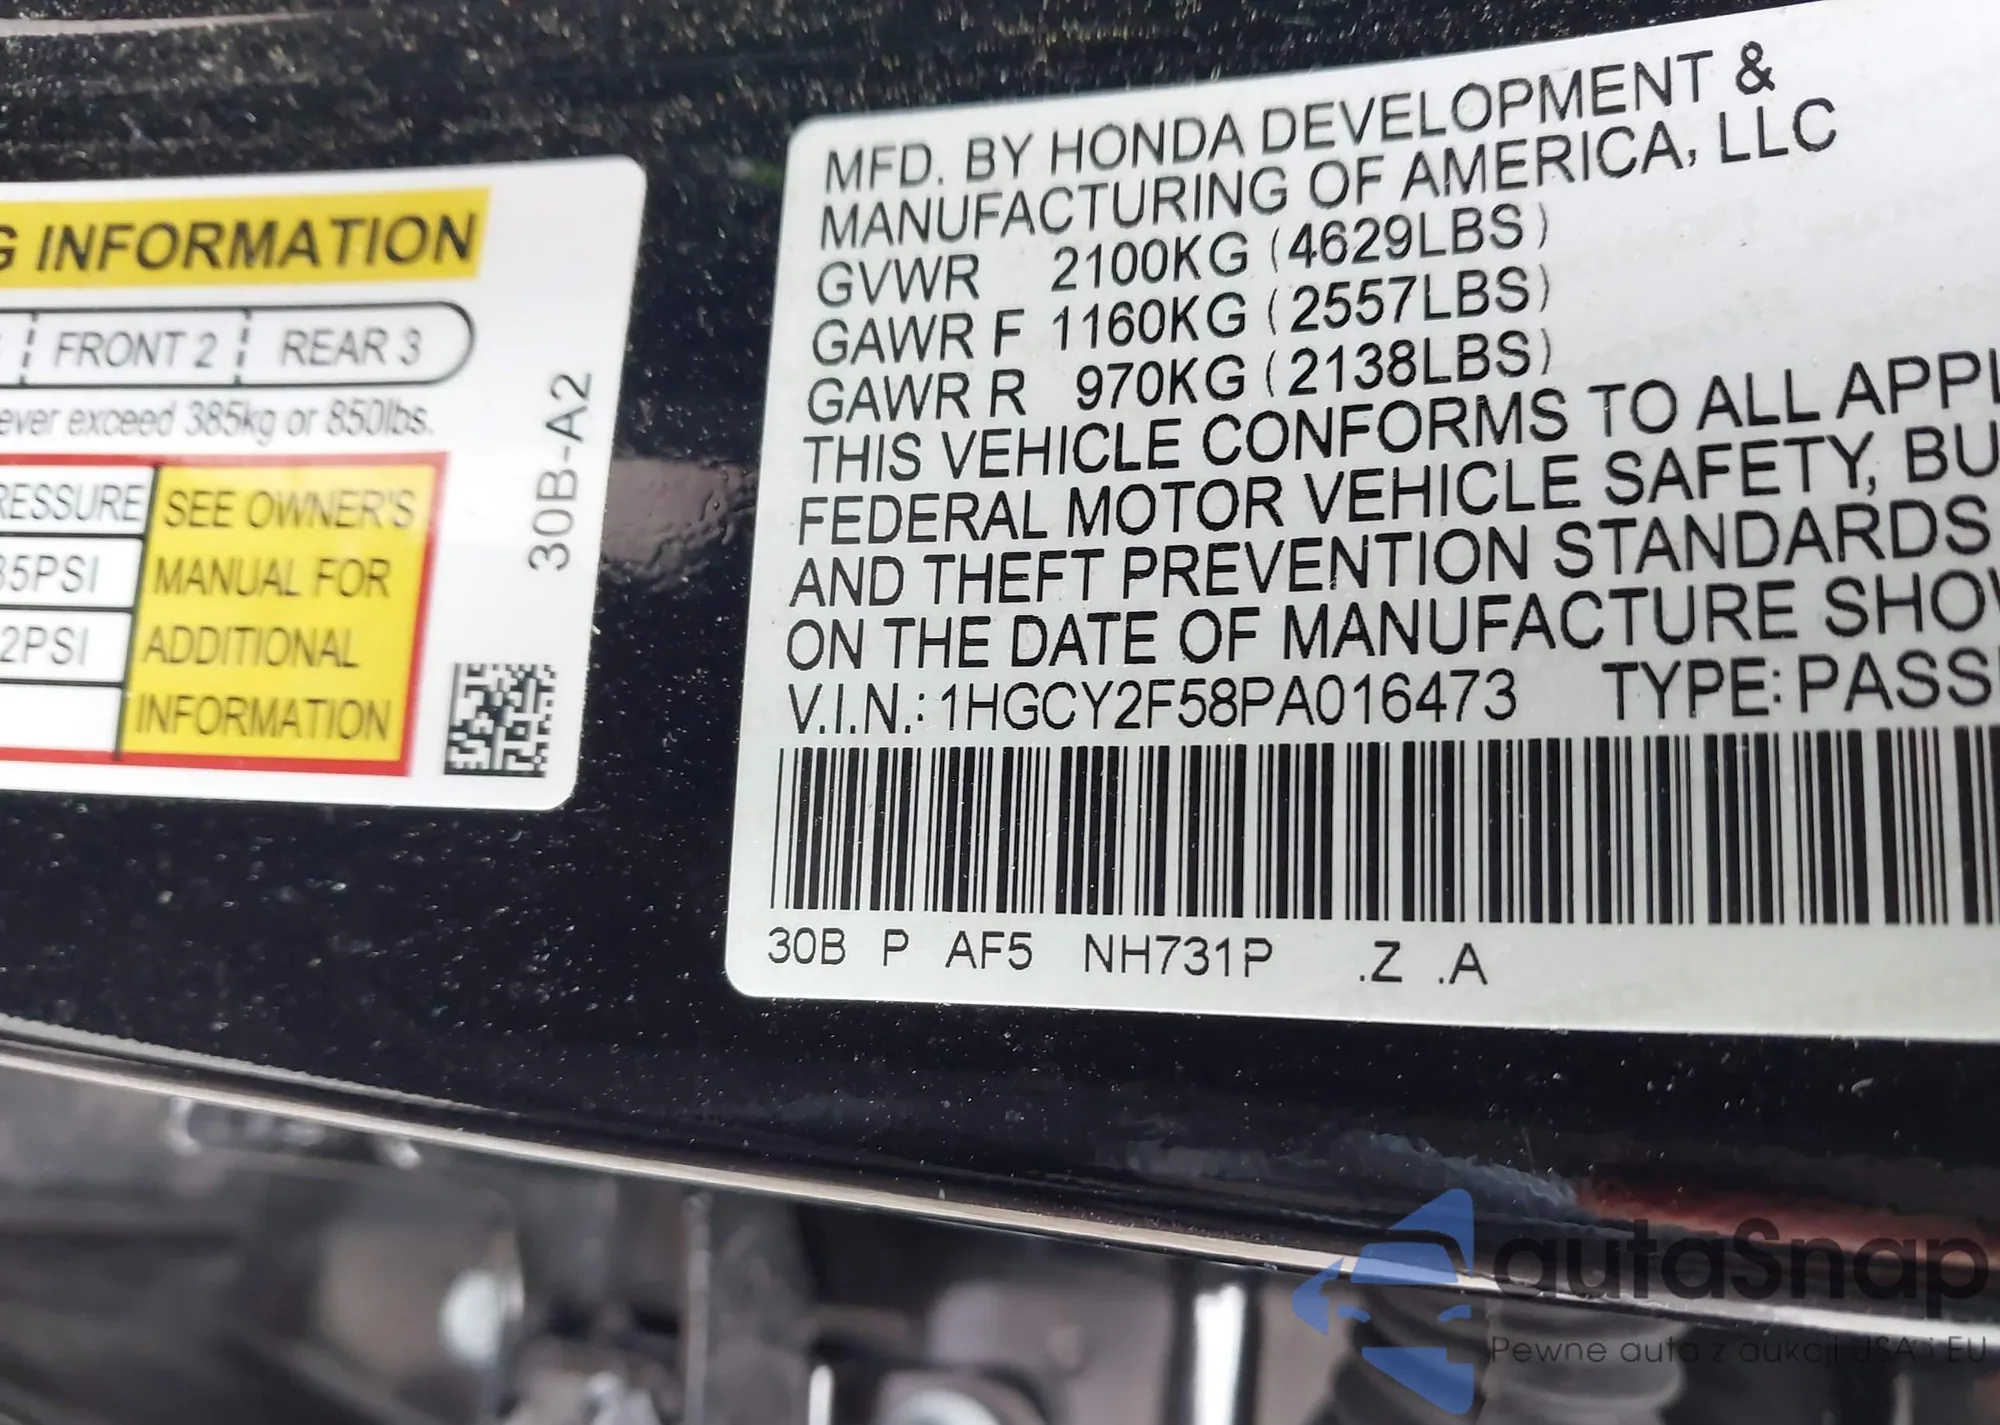 G INFORMATION
FRONT 2 REAR 3
ever exceed 385kg or 850lbs.
RESSURE
35PSI
2PSI
SEE OWNER'S
MANUAL FOR
ADDITIONAL
INFORMATION
30B-A2
MFD. BY HONDA DEVELOPMENT &
MANUFACTURING OF AMERICA, LLC
GVWR 2100KG (4629LBS)
GAWR F 1160KG (2557LBS)
GAWR R 970KG (2138LBS)
THIS VEHICLE CONFORMS TO ALL APPL
FEDERAL MOTOR VEHICLE SAFETY, BU
AND THEFT PREVENTION STANDARDS
ON THE DATE OF MANUFACTURE SHOW
V.I.N.: 1HGCY2F58PA016473 TYPE: PASSE
30B P AF5 NH731P .Z .A
autaSnap
Pewne auta z aukcji USA i EU